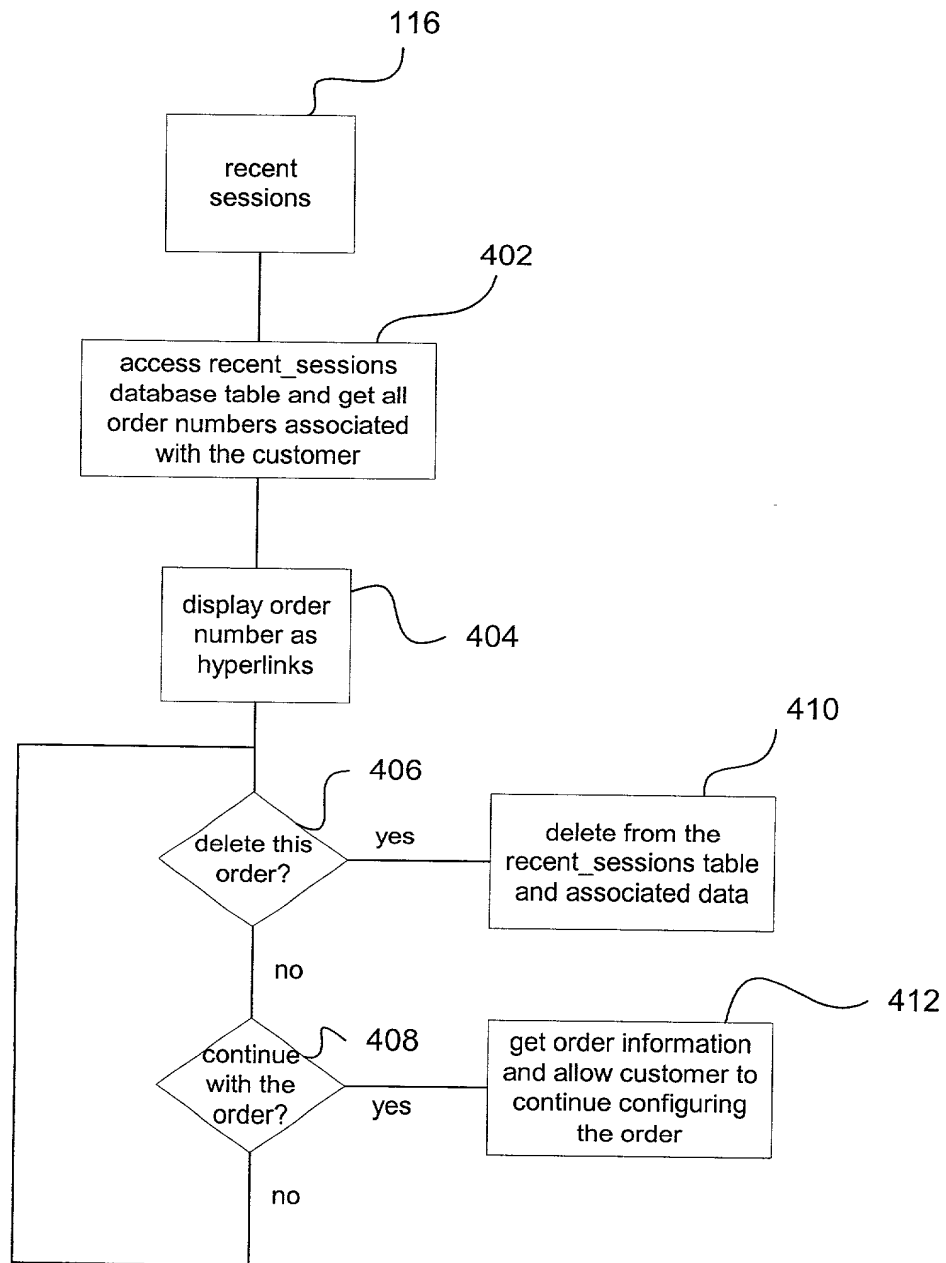 116
recent
sessions
402
access recent_sessions
database table and get all
order numbers associated
with the customer
display order
number as
hyperlinks
404
410
406
delete this
order?
yes
delete from the
recent_sessions table
and associated data
no
412
408
continue
with the
order?
yes
get order information
and allow customer to
continue configuring
the order
no